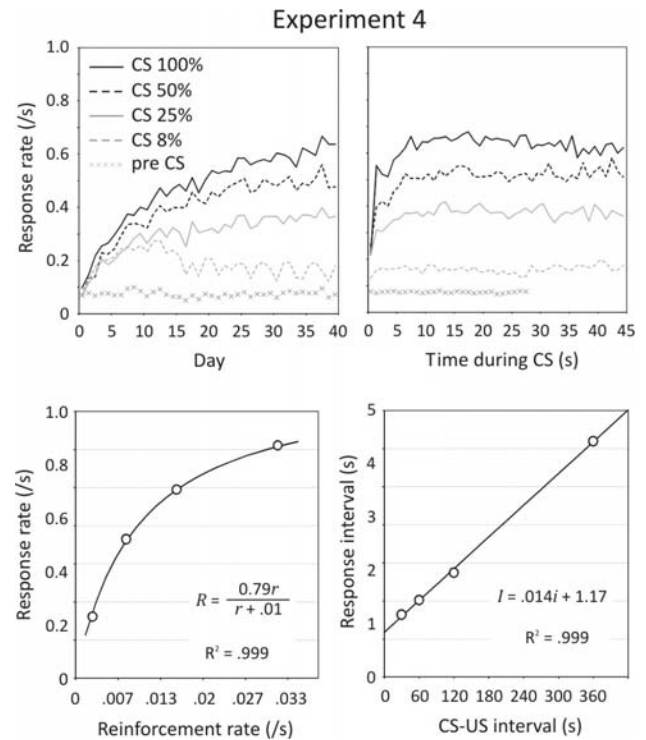 Experiment 4
Response rate (/s)
1.0
0.8
0.6
0.4
0.2
0
CS 100%
CS 50%
CS 25%
CS 8%
pre CS
0 5 10 15 20 25 30 35 40
Day
0 5 10 15 20 25 30 35 40 45
Time during CS (s)
Response rate (/s)
1.0
0.8
0.6
0.4
0.2
0
R = 0.79r
r + .01
R² = .999
0 .007 .013 .02 .027 .033
Reinforcement rate (/s)
Response interval (s)
5
4
3
2
1
0
I = .014i + 1.17
R² = .999
0 60 120 180 240 300 360
CS-US interval (s)